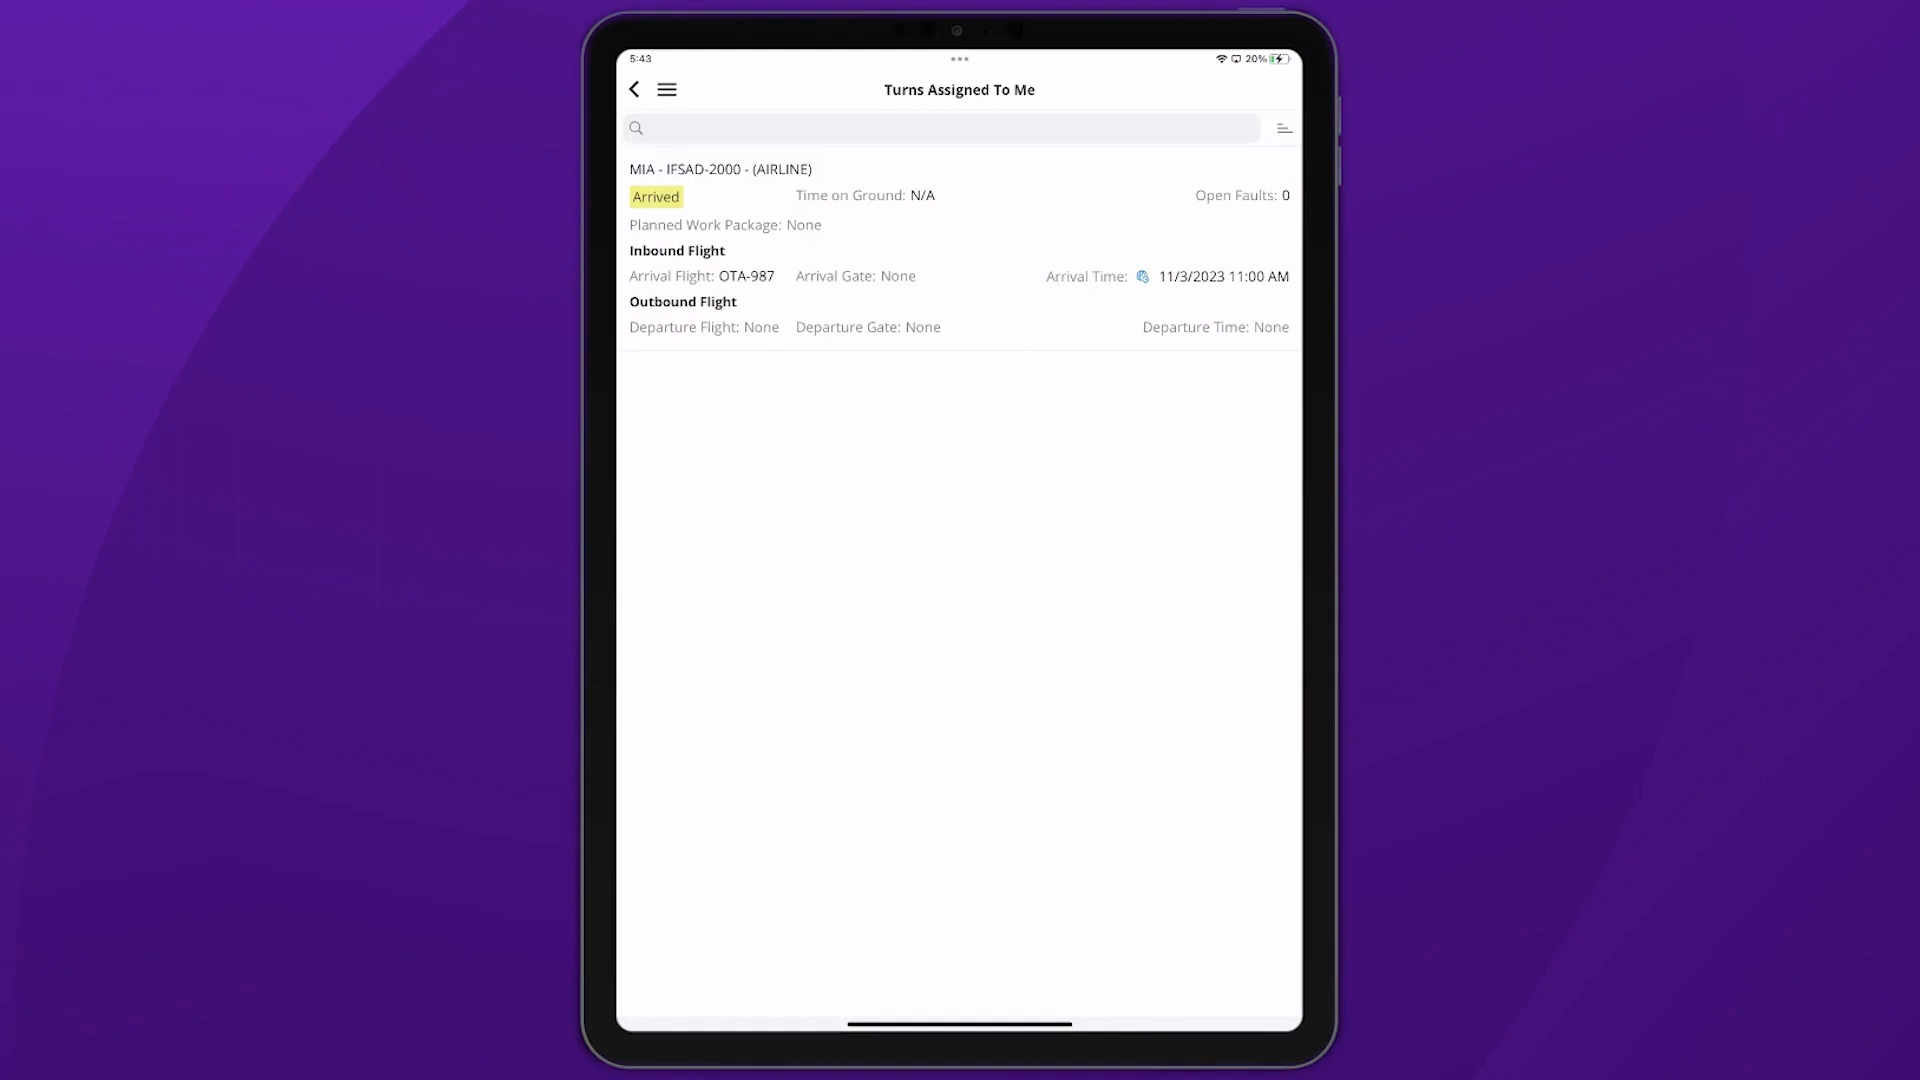 5:43
20%
Turns Assigned To Me
MIA - IFSAD-2000 - (AIRLINE)
Arrived Time on Ground: N/A Open Faults: 0
Planned Work Package: None
Inbound Flight
Arrival Flight: OTA-987 Arrival Gate: None Arrival Time: 11/3/2023 11:00 AM
Outbound Flight
Departure Flight: None Departure Gate: None Departure Time: None